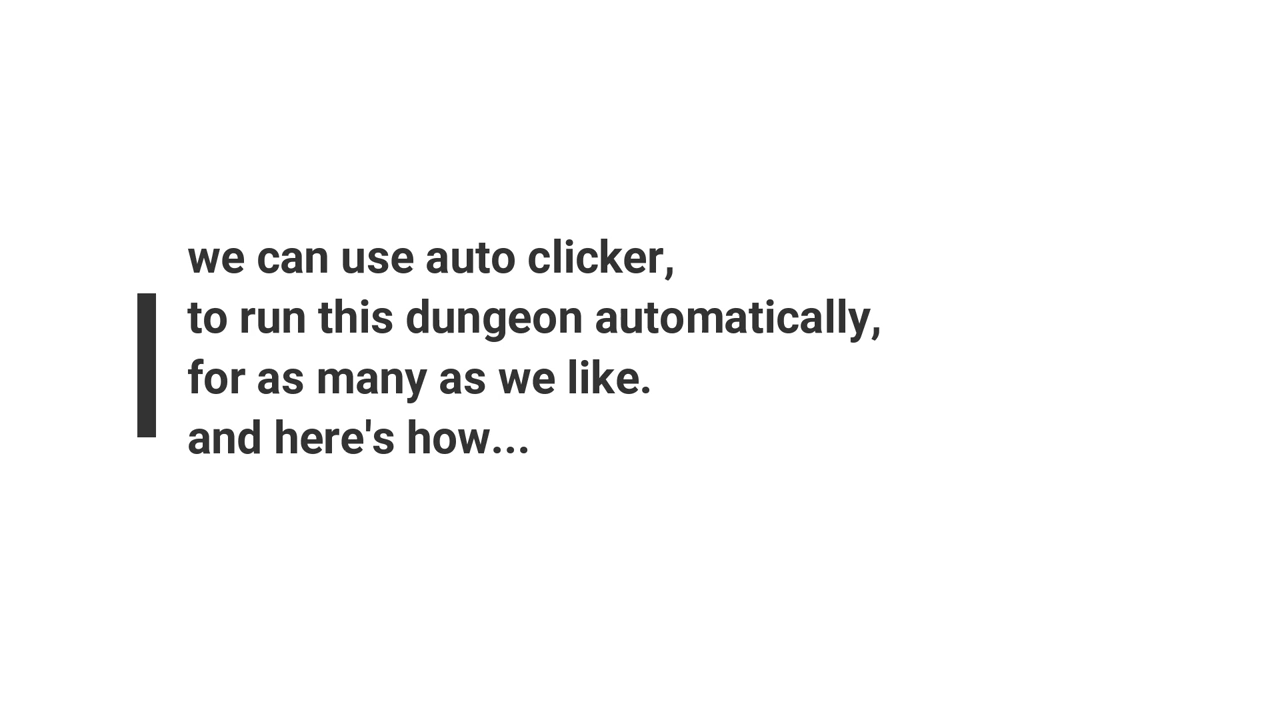 we can use auto clicker,
to run this dungeon automatically,
for as many as we like.
and here's how...